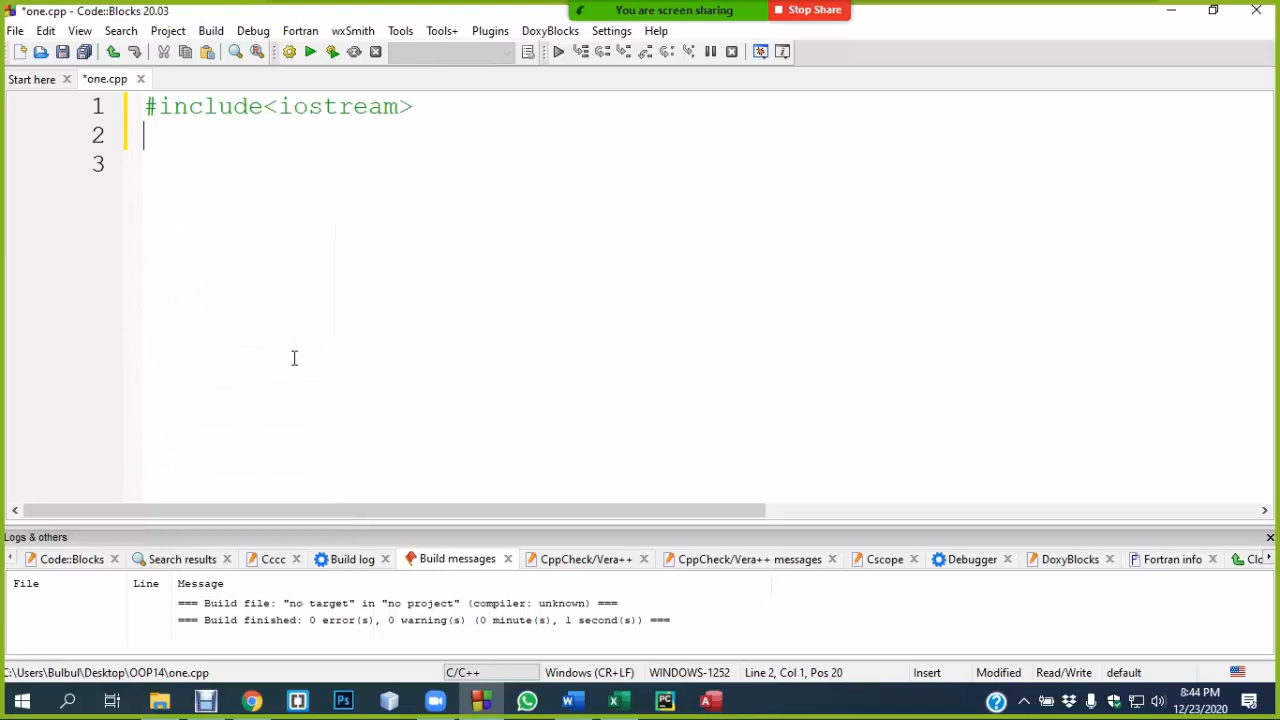 *one.cpp - Code::Blocks 20.03
You are screen sharing
Stop Share
File Edit View Search Project Build Debug Fortran wxSmith Tools Tools+ Plugins DoxyBlocks Settings Help
Start here *one.cpp
1 #include<iostream>
2
3
Logs & others
Code::Blocks Search results Cccc Build log Build messages CppCheck/Vera++ CppCheck/Vera++ messages Cscope Debugger DoxyBlocks Fortran info Clo
File Line Message
=== Build file: "no target" in "no project" (compiler: unknown) ===
=== Build finished: 0 error(s), 0 warning(s) (0 minute(s), 1 second(s)) ===
C:\Users\Bulbul\Desktop\OOP14\one.cpp C/C++ Windows (CR+LF) WINDOWS-1252 Line 2, Col 1, Pos 20 Insert Modified Read/Write default
8:44 PM
12/23/2020